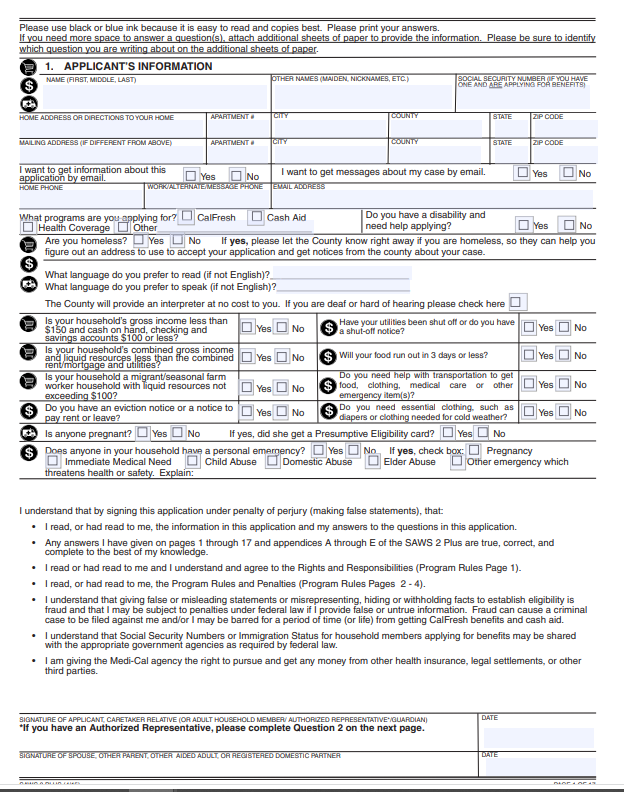 Please use black or blue ink because it is easy to read and copies best.  Please print your answers.
If you need more space to answer a question(s), attach additional sheets of paper to provide the information.  Please be sure to identify
which question you are writing about on the additional sheets of paper.
1.  APPLICANT'S INFORMATION
NAME (FIRST, MIDDLE, LAST) OTHER NAMES (MAIDEN, NICKNAMES, ETC.) SOCIAL SECURITY NUMBER (IF YOU HAVE
ONE AND ARE APPLYING FOR BENEFITS)
HOME ADDRESS OR DIRECTIONS TO YOUR HOME APARTMENT # CITY COUNTY STATE ZIP CODE
MAILING ADDRESS (IF DIFFERENT FROM ABOVE) APARTMENT # CITY COUNTY STATE ZIP CODE
I want to get information about this
application by email. Yes No I want to get messages about my case by email. Yes No
HOME PHONE WORK/ALTERNATE/MESSAGE PHONE EMAIL ADDRESS
What programs are you applying for? CalFresh Cash Aid
Health Coverage Other
Do you have a disability and
need help applying? Yes No
Are you homeless? Yes No If yes, please let the County know right away if you are homeless, so they can help you
figure out an address to use to accept your application and get notices from the county about your case.
What language do you prefer to read (if not English)?
What language do you prefer to speak (if not English)?
The County will provide an interpreter at no cost to you.  If you are deaf or hard of hearing please check here
Is your household's gross income less than
$150 and cash on hand, checking and
savings accounts $100 or less? Yes No
Have your utilities been shut off or do you have
a shut-off notice? Yes No
Is your household's combined gross income
and liquid resources less than the combined
rent/mortgage and utilities? Yes No
Will your food run out in 3 days or less? Yes No
Is your household a migrant/seasonal farm
worker household with liquid resources not
exceeding $100? Yes No
Do you need help with transportation to get
food, clothing, medical care or other
emergency item(s)? Yes No
Do you have an eviction notice or a notice to
pay rent or leave? Yes No
Do you need essential clothing, such as
diapers or clothing needed for cold weather? Yes No
Is anyone pregnant? Yes No If yes, did she get a Presumptive Eligibility card? Yes No
Does anyone in your household have a personal emergency? Yes No If yes, check box: Pregnancy
Immediate Medical Need Child Abuse Domestic Abuse Elder Abuse Other emergency which
threatens health or safety.  Explain:
I understand that by signing this application under penalty of perjury (making false statements), that:
• I read, or had read to me, the information in this application and my answers to the questions in this application.
• Any answers I have given on pages 1 through 17 and appendices A through E of the SAWS 2 Plus are true, correct, and
complete to the best of my knowledge.
• I read or had read to me and I understand and agree to the Rights and Responsibilities (Program Rules Page 1).
• I read, or had read to me, the Program Rules and Penalties (Program Rules Pages  2 - 4).
• I understand that giving false or misleading statements or misrepresenting, hiding or withholding facts to establish eligibility is
fraud and that I may be subject to penalties under federal law if I provide false or untrue information.  Fraud can cause a criminal
case to be filed against me and/or I may be barred for a period of time (or life) from getting CalFresh benefits and cash aid.
• I understand that Social Security Numbers or Immigration Status for household members applying for benefits may be shared
with the appropriate government agencies as required by federal law.
• I am giving the Medi-Cal agency the right to pursue and get any money from other health insurance, legal settlements, or other
third parties.
SIGNATURE OF APPLICANT, CARETAKER RELATIVE (OR ADULT HOUSEHOLD MEMBER/ AUTHORIZED REPRESENTATIVE*/GUARDIAN) DATE
*If you have an Authorized Representative, please complete Question 2 on the next page.
SIGNATURE OF SPOUSE, OTHER PARENT, OTHER AIDED ADULT, OR REGISTERED DOMESTIC PARTNER DATE